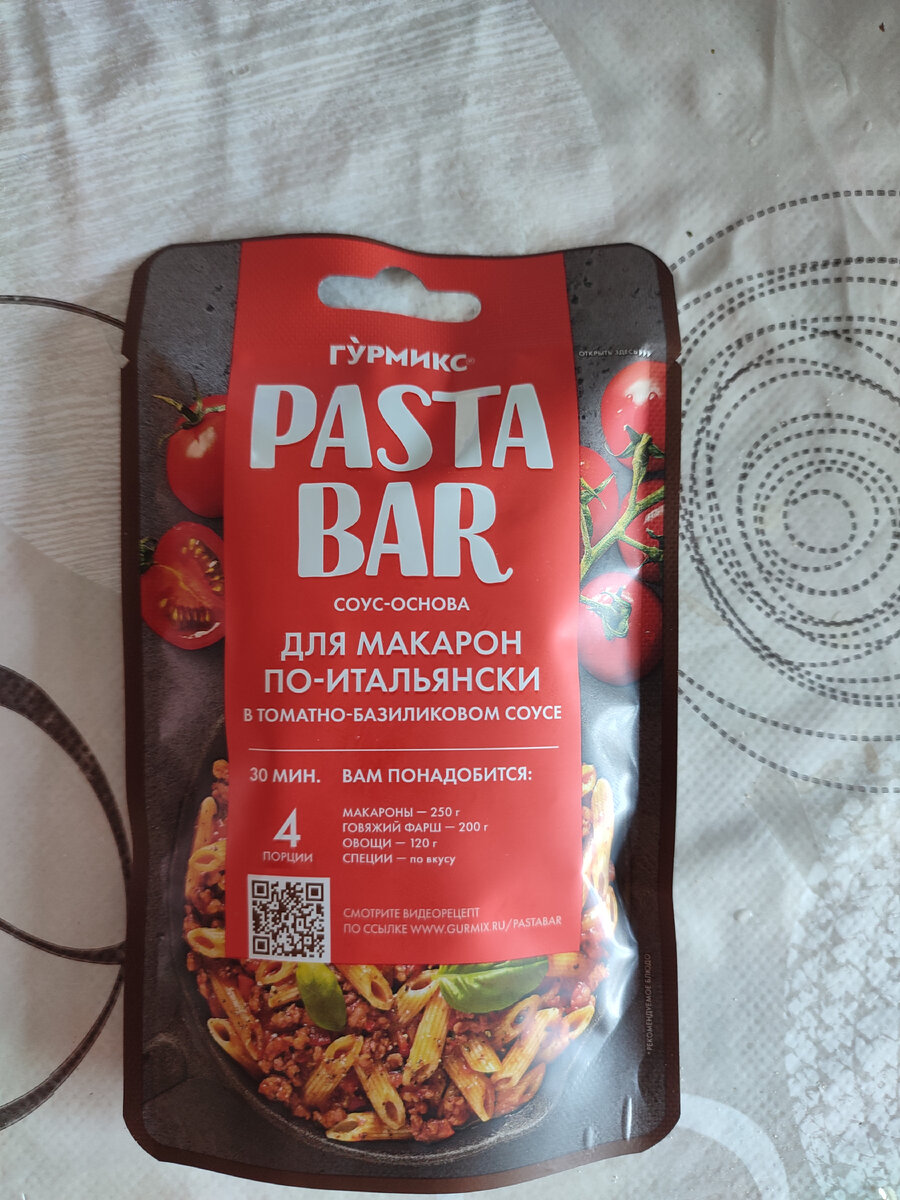 ГУ̀РМИКС®
ОТКРЫТЬ ЗДЕСЬ
PASTA
BAR
СОУС-ОСНОВА
ДЛЯ МАКАРОН
ПО-ИТАЛЬЯНСКИ
В ТОМАТНО-БАЗИЛИКОВОМ СОУСЕ
30 МИН.
ВАМ ПОНАДОБИТСЯ:
4
ПОРЦИИ
МАКАРОНЫ — 250 г
ГОВЯЖИЙ ФАРШ — 200 г
ОВОЩИ — 120 г
СПЕЦИИ — по вкусу
СМОТРИТЕ ВИДЕОРЕЦЕПТ
ПО ССЫЛКЕ WWW.GURMIX.RU/PASTABAR
*РЕКОМЕНДУЕМОЕ БЛЮДО